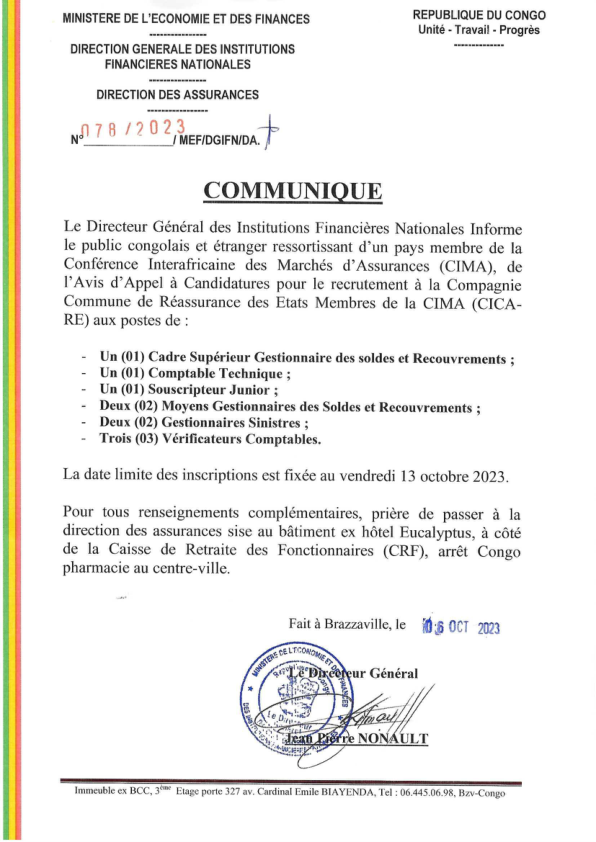 MINISTERE DE L'ECONOMIE ET DES FINANCES
REPUBLIQUE DU CONGO
Unité - Travail - Progrès
----------------
--------------
DIRECTION GENERALE DES INSTITUTIONS
FINANCIERES NATIONALES
----------------
DIRECTION DES ASSURANCES
-----------------
N° 078 / 2023 / MEF/DGIFN/DA.
COMMUNIQUE
Le Directeur Général des Institutions Financières Nationales Informe
le public congolais et étranger ressortissant d'un pays membre de la
Conférence Interafricaine des Marchés d'Assurances (CIMA), de
l'Avis d'Appel à Candidatures pour le recrutement à la Compagnie
Commune de Réassurance des Etats Membres de la CIMA (CICA-
RE) aux postes de :
- Un (01) Cadre Supérieur Gestionnaire des soldes et Recouvrements ;
- Un (01) Comptable Technique ;
- Un (01) Souscripteur Junior ;
- Deux (02) Moyens Gestionnaires des Soldes et Recouvrements ;
- Deux (02) Gestionnaires Sinistres ;
- Trois (03) Vérificateurs Comptables.
La date limite des inscriptions est fixée au vendredi 13 octobre 2023.
Pour tous renseignements complémentaires, prière de passer à la
direction des assurances sise au bâtiment ex hôtel Eucalyptus, à côté
de la Caisse de Retraite des Fonctionnaires (CRF), arrêt Congo
pharmacie au centre-ville.
Fait à Brazzaville, le 06 OCT 2023
MINISTERE DE L'ECONOMIE ET DES FINANCES
Le Directeur Général
Jean Pierre NONAULT
Immeuble ex BCC, 3ème Etage porte 327 av. Cardinal Emile BIAYENDA, Tel : 06.445.06.98, Bzv-Congo